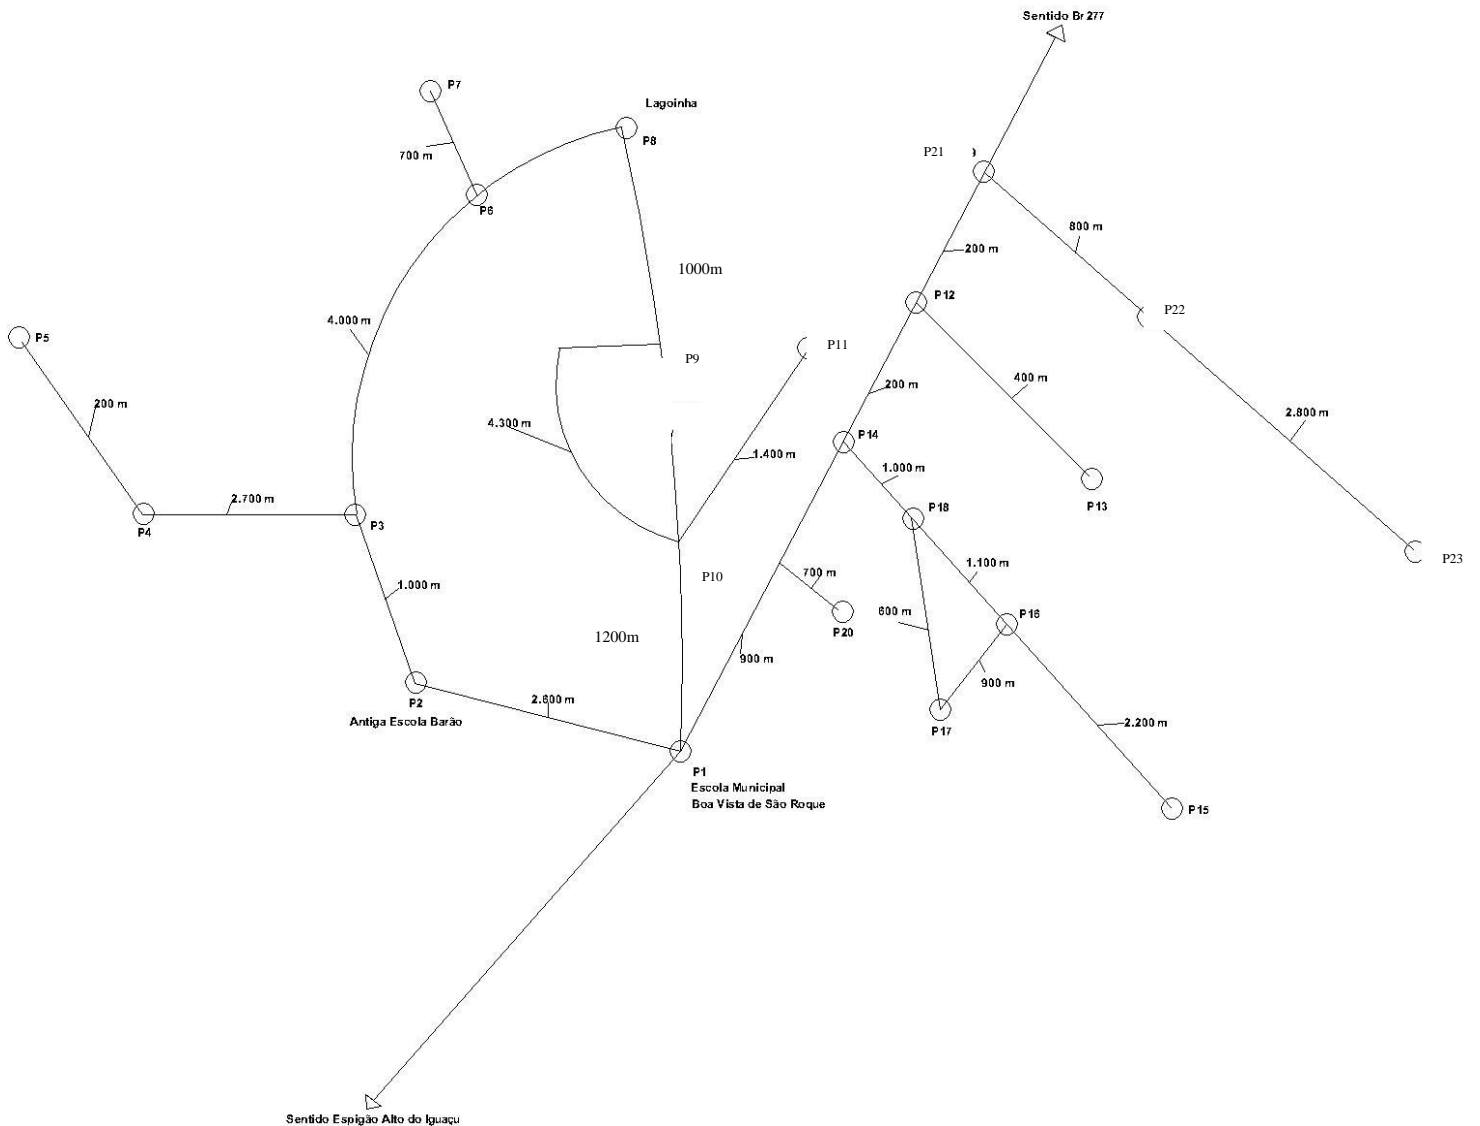 Sentido Br 277
P7
Lagoinha
P8
700 m
P21
P6
800 m
200 m
1000m
P12
P22
4.000 m
P5
P11
P9
400 m
200 m
200 m
2.800 m
4.300 m
P14
1.400 m
1.000 m
2.700 m
P18
P13
P4
P3
P23
1.100 m
700 m
P10
1.000 m
600 m
P16
P20
1200m
900 m
900 m
2.600 m
P2
Antiga Escola Barão
P17
2.200 m
P1
Escola Municipal
Boa Vista de São Roque
P15
Sentido Espigão Alto do Iguaçu